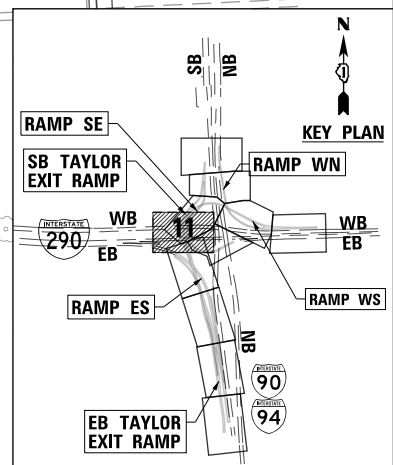 SB
NB
N
1
KEY PLAN
RAMP SE
SB TAYLOR
EXIT RAMP
RAMP WN
INTERSTATE
290
WB
EB
11
WB
EB
RAMP ES
RAMP WS
NB
INTERSTATE
90
INTERSTATE
94
EB TAYLOR
EXIT RAMP